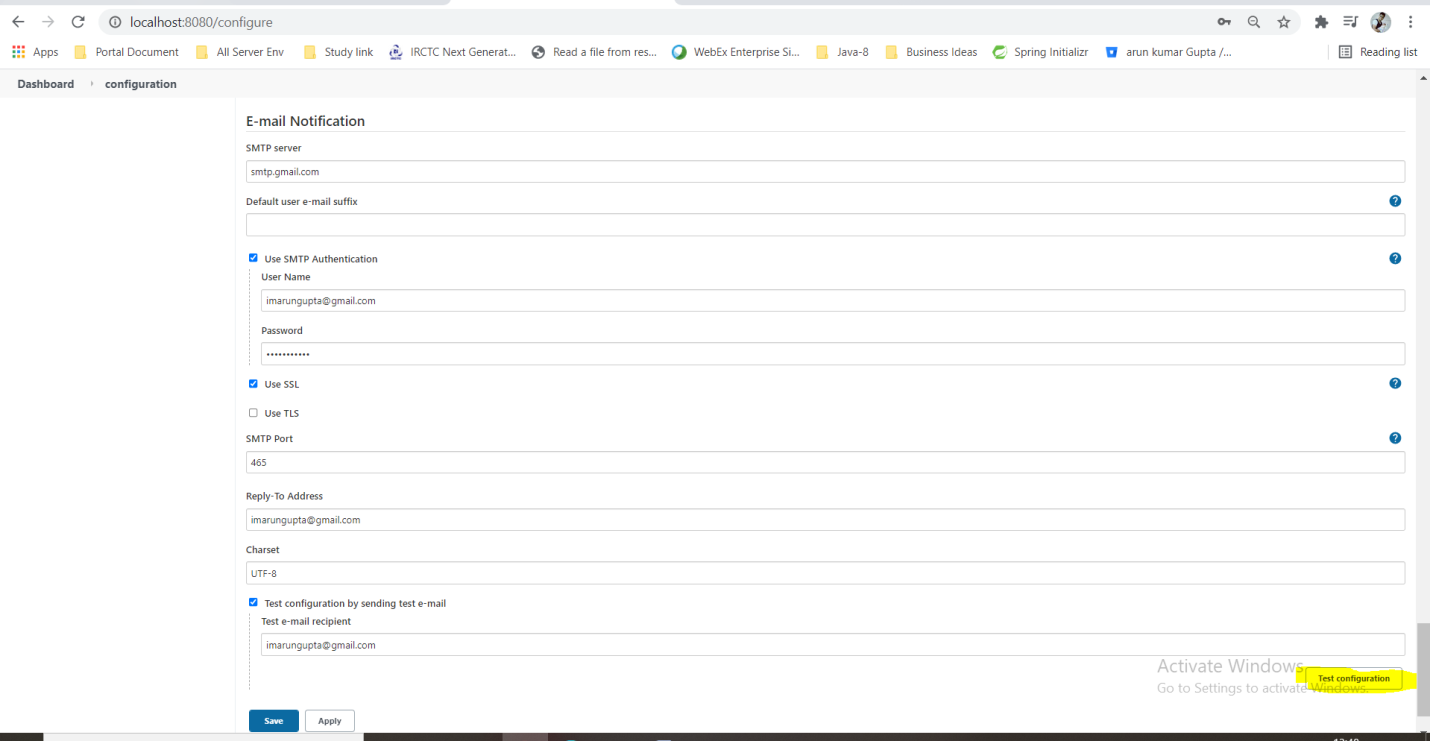 localhost:8080/configure
Apps Portal Document All Server Env Study link IRCTC Next Generat... Read a file from res... WebEx Enterprise Si... Java-8 Business Ideas Spring Initializr arun kumar Gupta /... Reading list
Dashboard configuration
E-mail Notification
SMTP server
smtp.gmail.com
Default user e-mail suffix
Use SMTP Authentication
User Name
imarungupta@gmail.com
Password
•••••••••••
Use SSL
Use TLS
SMTP Port
465
Reply-To Address
imarungupta@gmail.com
Charset
UTF-8
Test configuration by sending test e-mail
Test e-mail recipient
imarungupta@gmail.com
Activate Windows
Test configuration
Go to Settings to activate Windows.
Save Apply